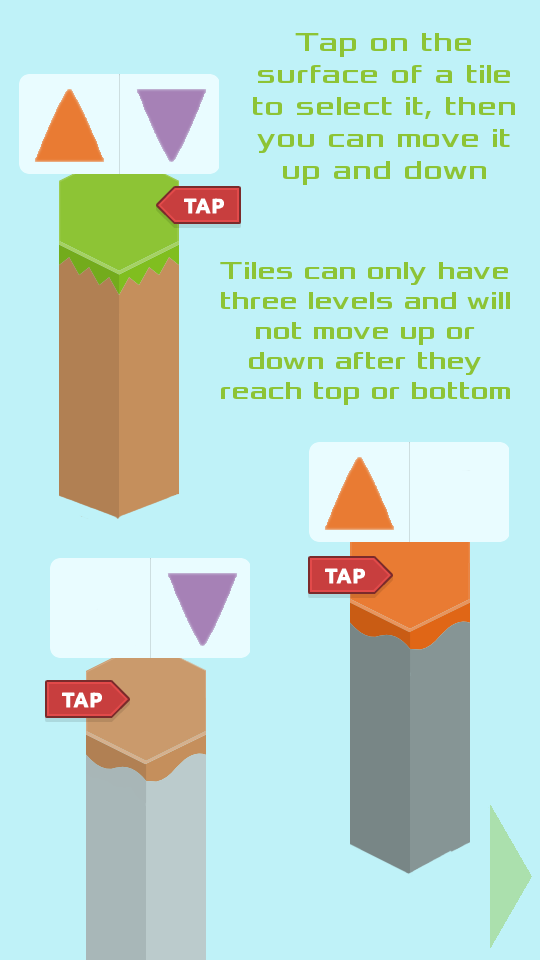 Tap on the
surface of a tile
to select it, then
you can move it
up and down
TAP
Tiles can only have
three levels and will
not move up or
down after they
reach top or bottom
TAP
TAP